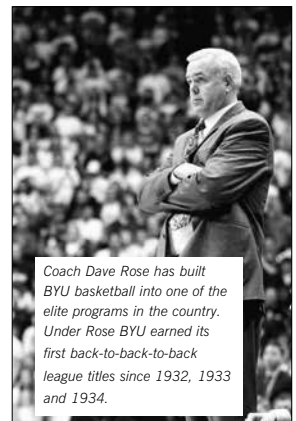 Coach Dave Rose has built
BYU basketball into one of the
elite programs in the country.
Under Rose BYU earned its
first back-to-back-to-back
league titles since 1932, 1933
and 1934.